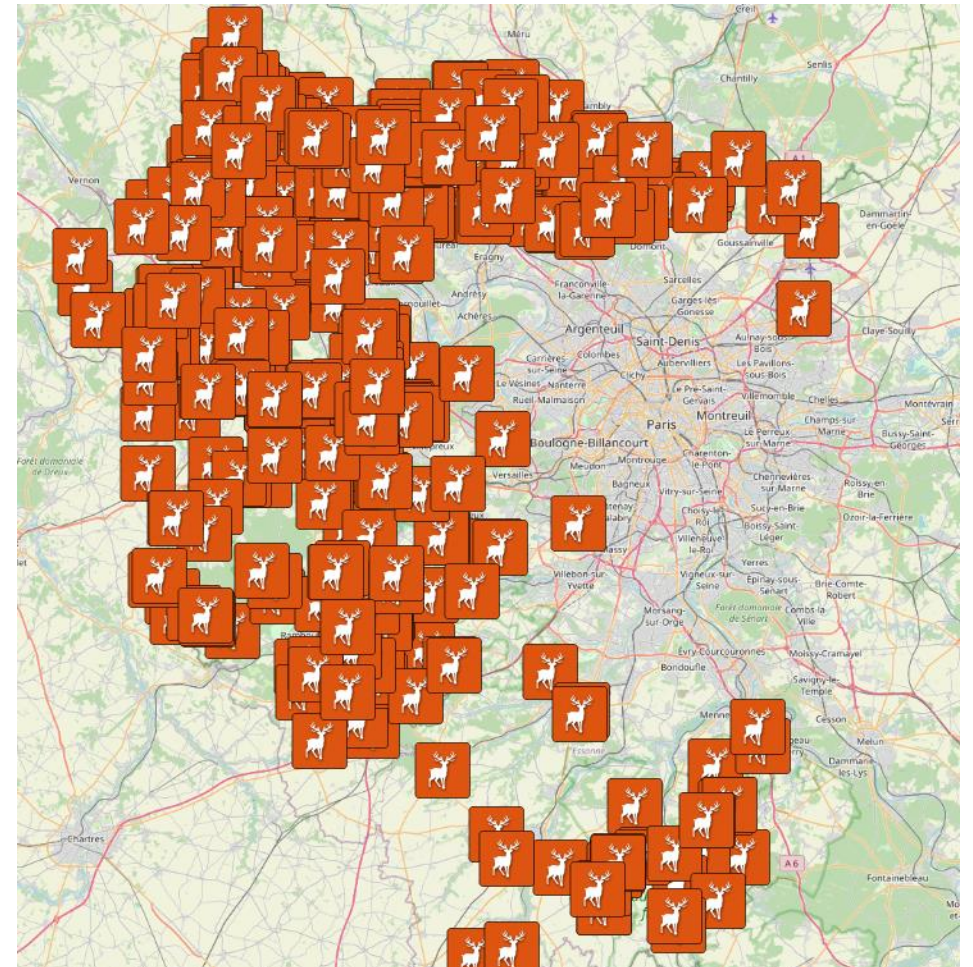 Creil
Méru
Senlis
Chantilly
A 1
Vernon
Dammartin-
en-Goële
Domont
Goussainville
Eragny
Sarcelles
Franconville
-la-Garenne
Andrésy
Garges-lès
Gonesse
Achères
Argenteuil
Saint-Denis
Claye-Souilly
Aulnay-sous-
Bois
Carrières
-sur-Seine
Colombes
Aubervilliers
Les Pavillons-
sous-Bois
Clichy
Le Vésinet
Nanterre
Le Pré-Saint-
Gervais
Villemomble
Chelles
Montévrain
Rueil-Malmaison
Montreuil
Paris
Champs-sur-
Marne
Bussy-Saint-
Georges
Le Perreux
-sur-Marne
Boulogne-Billancourt
Charenton-
le-Pont
Meudon
Montrouge
Forêt domaniale
de Dreux
Versailles
Bagneux
Chennevières
-sur-Marne
Roissy-en
Brie
Vitry-sur-Seine
Choisy-le-
Roi
Sucy-en-Brie
Boissy-Saint-
Léger
Ozoir-la-Ferrière
Villeneuve-
le-Roi
Yerres
Villebon-sur-
Yvette
Vigneux-sur-
Seine
Épinay-sous-
Sénart
Brie-Comte-
Robert
Morsang-
sur-Orge
Forêt domaniale
de Sénart
Combs-la-
Ville
Évry-Courcouronnes
Moissy-Cramayel
Bondoufle
Savigny-le-
Temple
Cesson
Melun
Essonne
Dammarie
-les-Lys
Chartres
A 6
Fontainebleau